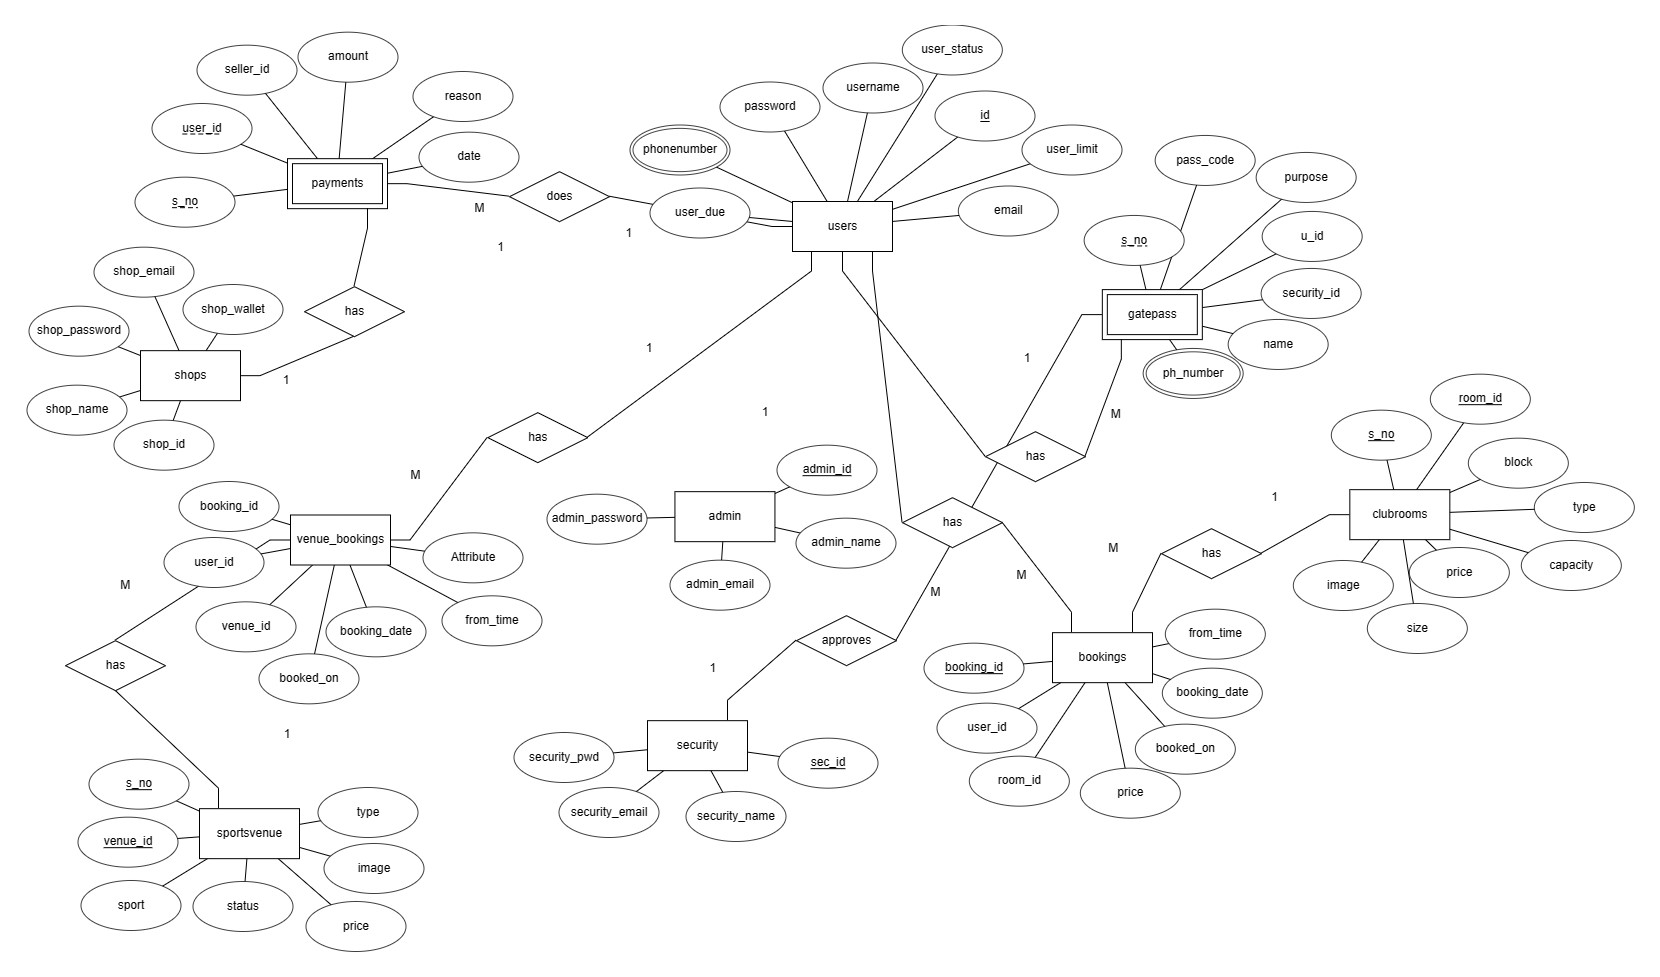 user_status
amount
seller_id
username
reason
password
id
user_id
phonenumber
user_limit
date
pass_code
purpose
payments
does
s_no
M
user_due
email
users
1
1
s_no
u_id
shop_email
security_id
shop_wallet
has
gatepass
shop_password
name
1
1
ph_number
shops
1
room_id
shop_name
1
M
s_no
shop_id
has
has
block
admin_id
M
1
type
booking_id
admin_password
admin
has
clubrooms
venue_bookings
admin_name
M
has
user_id
Attribute
capacity
price
M
admin_email
M
image
M
from_time
venue_id
booking_date
size
from_time
approves
has
1
booking_id
bookings
booked_on
booking_date
user_id
1
security
booked_on
security_pwd
sec_id
room_id
s_no
price
type
security_email
security_name
sportsvenue
venue_id
image
sport
status
price